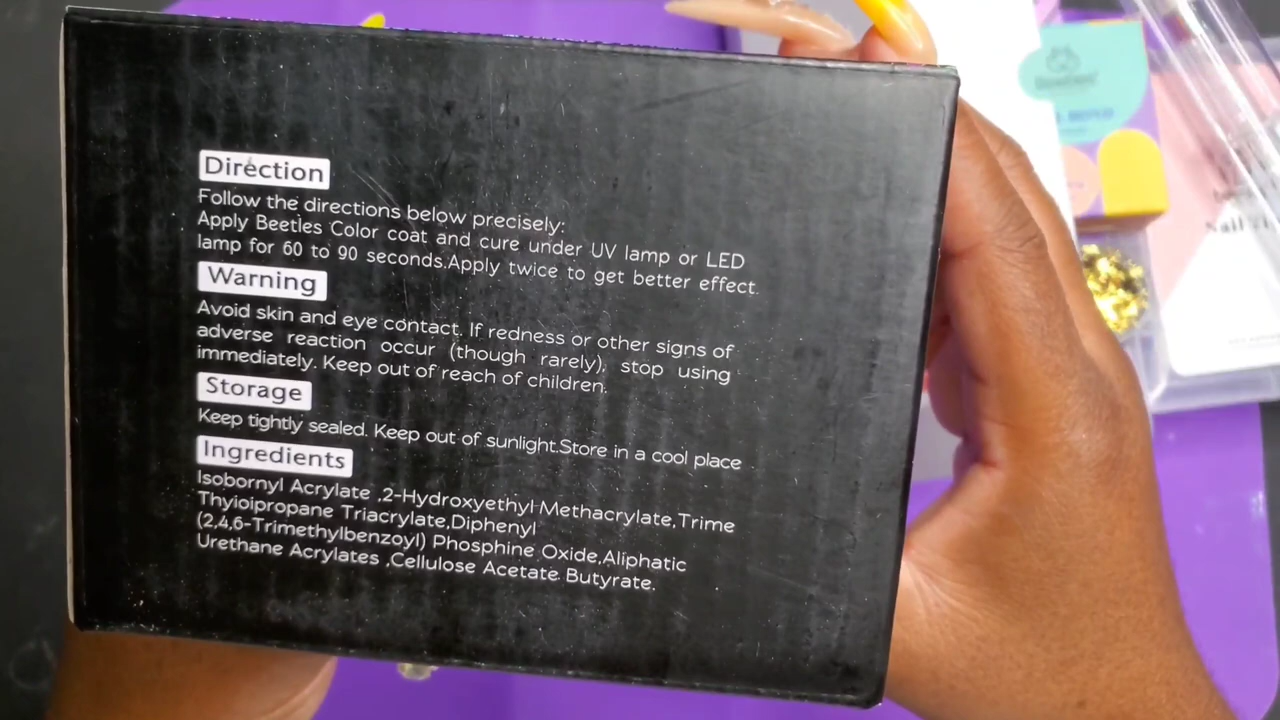 Direction
Follow the directions below precisely:
Apply Beetles Color coat and cure under UV lamp or LED
lamp for 60 to 90 seconds.Apply twice to get better effect.
Warning
Avoid skin and eye contact. If redness or other signs of
adverse reaction occur (though rarely), stop using
immediately. Keep out of reach of children.
Storage
Keep tightly sealed. Keep out of sunlight.Store in a cool place
Ingredients
Isobornyl Acrylate ,2-Hydroxyethyl Methacrylate,Trime
Thyioipropane Triacrylate,Diphenyl
(2,4,6-Trimethylbenzoyl) Phosphine Oxide,Aliphatic
Urethane Acrylates ,Cellulose Acetate Butyrate.